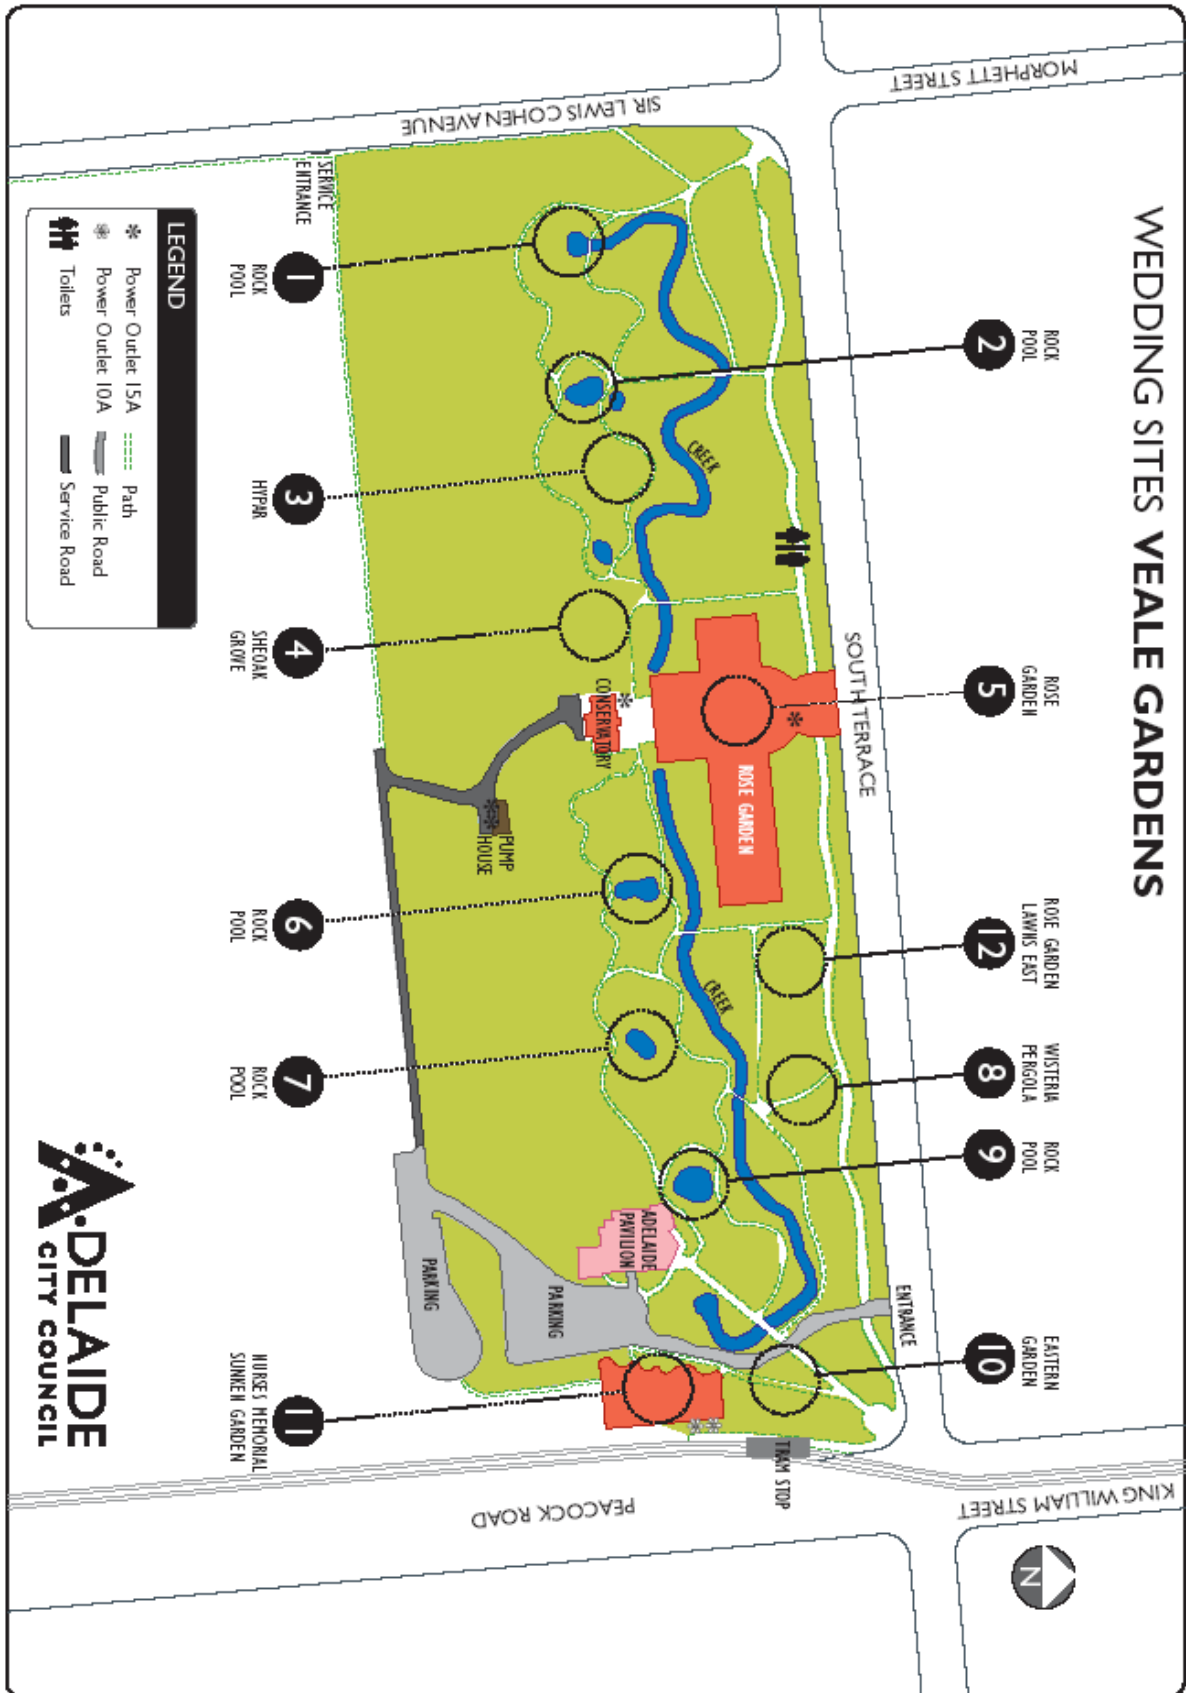 WEDDING SITES VEALE GARDENS
MORPHETT STREET
SIR LEWIS COHEN AVENUE
SOUTH TERRACE
KING WILLIAM STREET
PEACOCK ROAD
2
ROCK
POOL
5
ROSE
GARDEN
12
ROSE GARDEN
LAWNS EAST
8
WISTERIA
PERGOLA
9
ROCK
POOL
10
EASTERN
GARDEN
ENTRANCE
TRAM STOP
CREEK
ROSE GARDEN
CONSERVATORY
CREEK
PUMP
HOUSE
ADELAIDE
PAVILION
PARKING
PARKING
SERVICE
ENTRANCE
1
ROCK
POOL
3
HYPAR
4
SHEOAK
GROVE
6
ROCK
POOL
7
ROCK
POOL
11
NURSES MEMORIAL
SUNKEN GARDEN
LEGEND
Power Outlet 15A
Path
Power Outlet 10A
Public Road
Toilets
Service Road
ADELAIDE
CITY COUNCIL
N